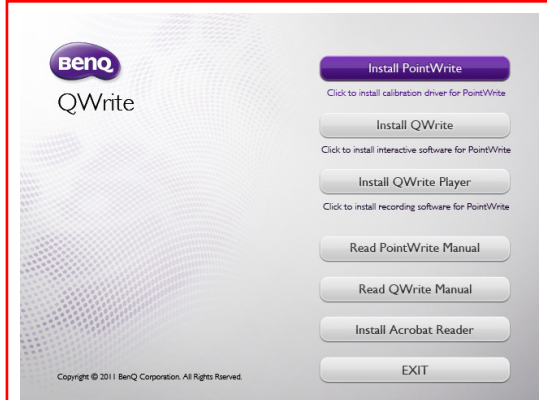 BenQ
QWrite
Install PointWrite
Click to install calibration driver for PointWrite
Install QWrite
Click to install interactive software for PointWrite
Install QWrite Player
Click to install recording software for PointWrite
Read PointWrite Manual
Read QWrite Manual
Install Acrobat Reader
EXIT
Copyright © 2011 BenQ Corporation. All Rights Rserved.